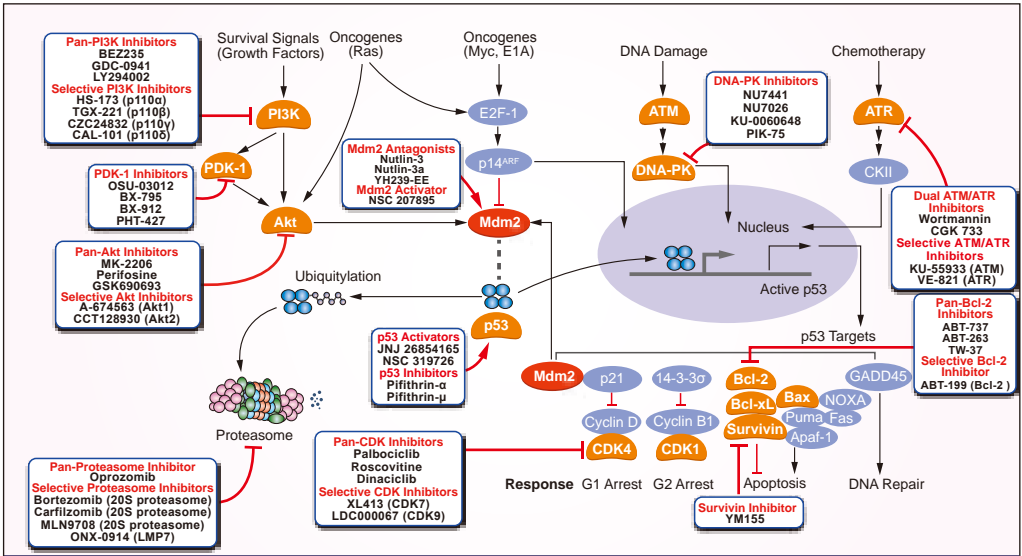 Pan-PI3K Inhibitors
BEZ235
GDC-0941
LY294002
Selective PI3K Inhibitors
HS-173 (p110α)
TGX-221 (p110β)
CZC24832 (p110γ)
CAL-101 (p110δ)
Survival Signals
(Growth Factors)
Oncogenes
(Ras)
Oncogenes
(Myc, E1A)
DNA Damage
Chemotherapy
DNA-PK Inhibitors
NU7441
NU7026
KU-0060648
PIK-75
PI3K
E2F-1
ATM
ATR
PDK-1
p14ARF
DNA-PK
CKII
Mdm2 Antagonists
Nutlin-3
Nutlin-3a
YH239-EE
Mdm2 Activator
NSC 207895
PDK-1 Inhibitors
OSU-03012
BX-795
BX-912
PHT-427
Akt
Mdm2
Nucleus
Active p53
Dual ATM/ATR
Inhibitors
Wortmannin
CGK 733
Selective ATM/ATR
Inhibitors
KU-55933 (ATM)
VE-821 (ATR)
Pan-Akt Inhibitors
MK-2206
Perifosine
GSK690693
Selective Akt Inhibitors
A-674563 (Akt1)
CCT128930 (Akt2)
Ubiquitylation
p53
p53 Activators
JNJ 26854165
NSC 319726
p53 Inhibitors
Pifithrin-α
Pifithrin-μ
p53 Targets
Pan-Bcl-2
Inhibitors
ABT-737
ABT-263
TW-37
Selective Bcl-2
Inhibitor
ABT-199 (Bcl-2 )
Mdm2
p21
14-3-3σ
Bcl-2
GADD45
Bcl-xL
Bax
NOXA
Cyclin D
Cyclin B1
Survivin
Puma
Fas
Apaf-1
CDK4
CDK1
Proteasome
Pan-CDK Inhibitors
Palbociclib
Roscovitine
Dinaciclib
Selective CDK Inhibitors
XL413 (CDK7)
LDC000067 (CDK9)
Response
G1 Arrest
G2 Arrest
Apoptosis
DNA Repair
Pan-Proteasome Inhibitor
Oprozomib
Selective Proteasome Inhibitors
Bortezomib (20S proteasome)
Carfilzomib (20S proteasome)
MLN9708 (20S proteasome)
ONX-0914 (LMP7)
Survivin Inhibitor
YM155